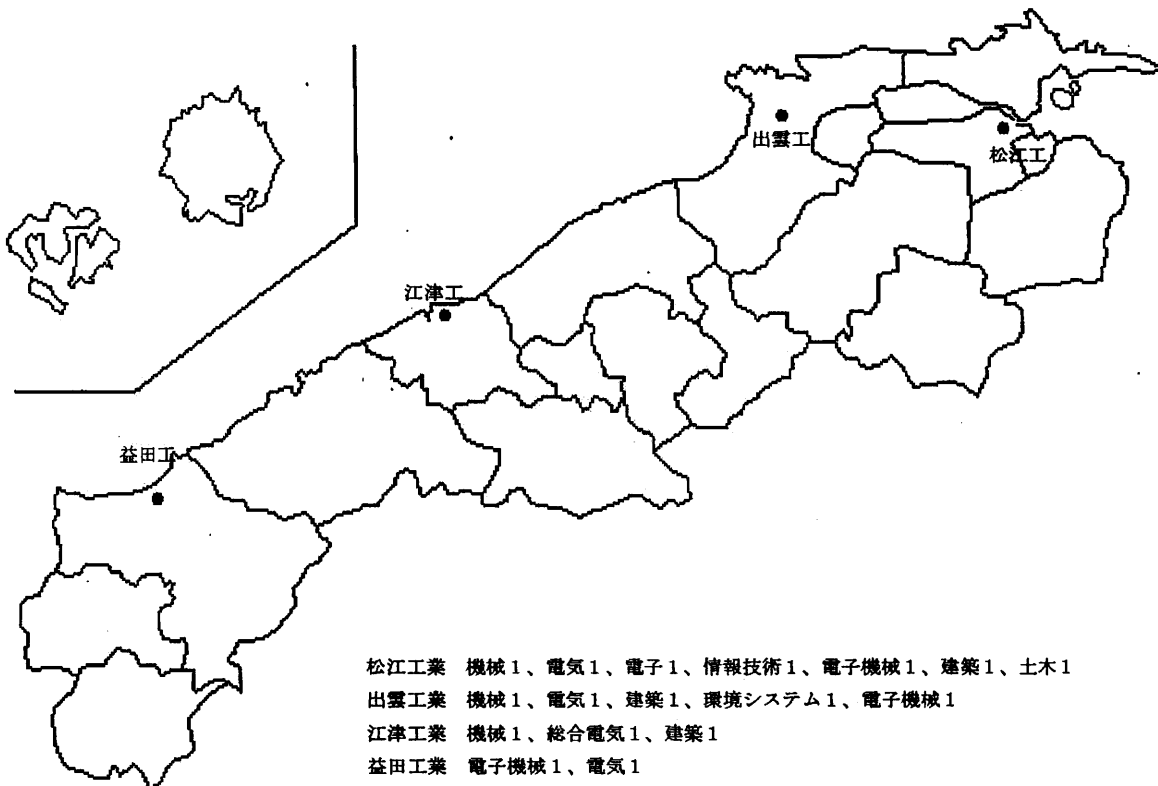 出雲工
松江工
江津工
益田工
松江工業 機械1、電気1、電子1、情報技術1、電子機械1、建築1、土木1
出雲工業 機械1、電気1、建築1、環境システム1、電子機械1
江津工業 機械1、総合電気1、建築1
益田工業 電子機械1、電気1